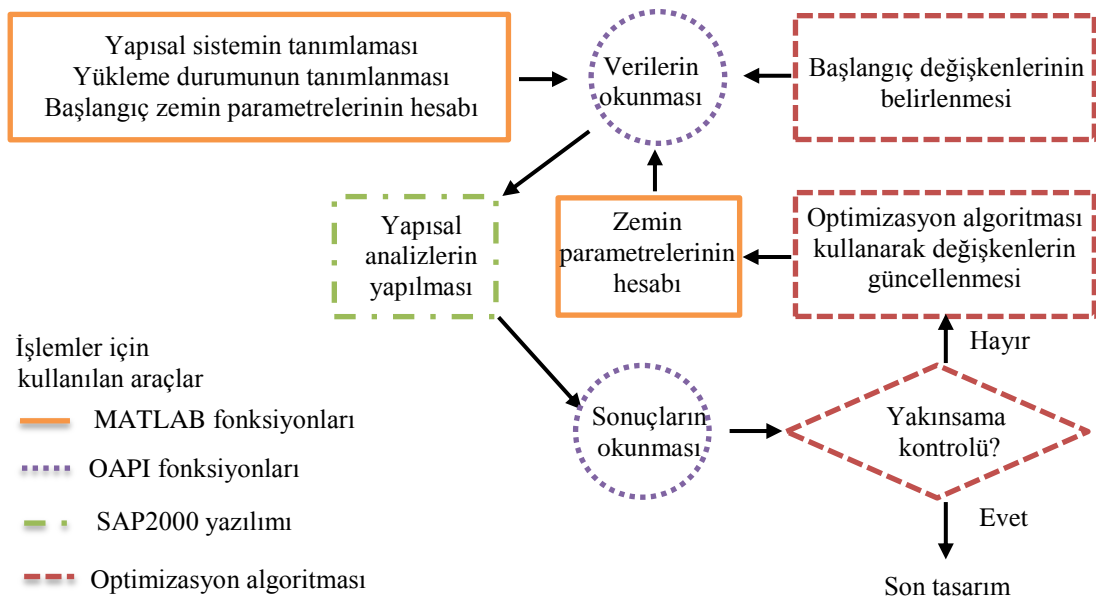 Yapısal sistemin tanımlaması
Yükleme durumunun tanımlanması
Başlangıç zemin parametrelerinin hesabı
Verilerin
okunması
Başlangıç değişkenlerinin
belirlenmesi
Yapısal
analizlerin
yapılması
Zemin
parametrelerinin
hesabı
Optimizasyon algoritması
kullanarak değişkenlerin
güncellenmesi
Hayır
Sonuçların
okunması
Yakınsama
kontrolü?
Evet
Son tasarım
İşlemler için
kullanılan araçlar
MATLAB fonksiyonları
OAPI fonksiyonları
SAP2000 yazılımı
Optimizasyon algoritması